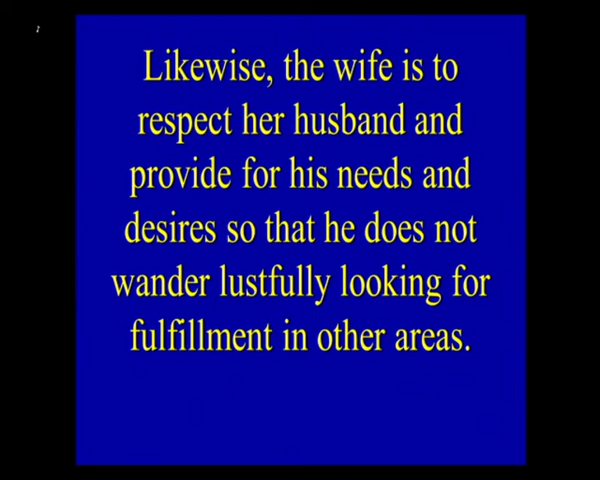 Likewise, the wife is to
respect her husband and
provide for his needs and
desires so that he does not
wander lustfully looking for
fulfillment in other areas.